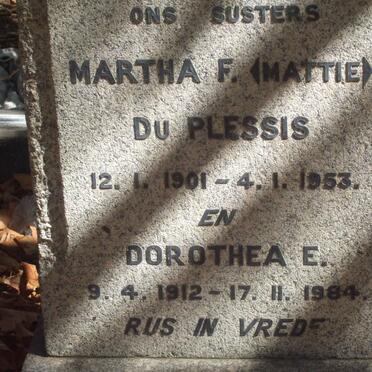 ONS SUSTERS
MARTHA F. (MATTIE)
DU PLESSIS
12. 1. 1901 - 4. 1. 1953.
EN
DOROTHEA E.
9. 4. 1912 - 17. 11. 1984.
RUS IN VREDE